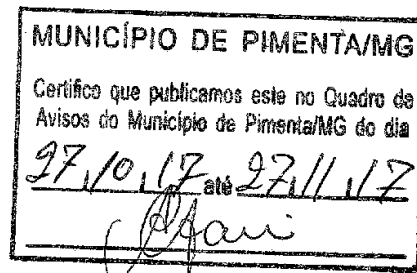 MUNICÍPIO DE PIMENTA/MG
Certifico que publicamos este no Quadro de
Avisos do Município de Pimenta/MG do dia
27/10/17 até 27/11/17